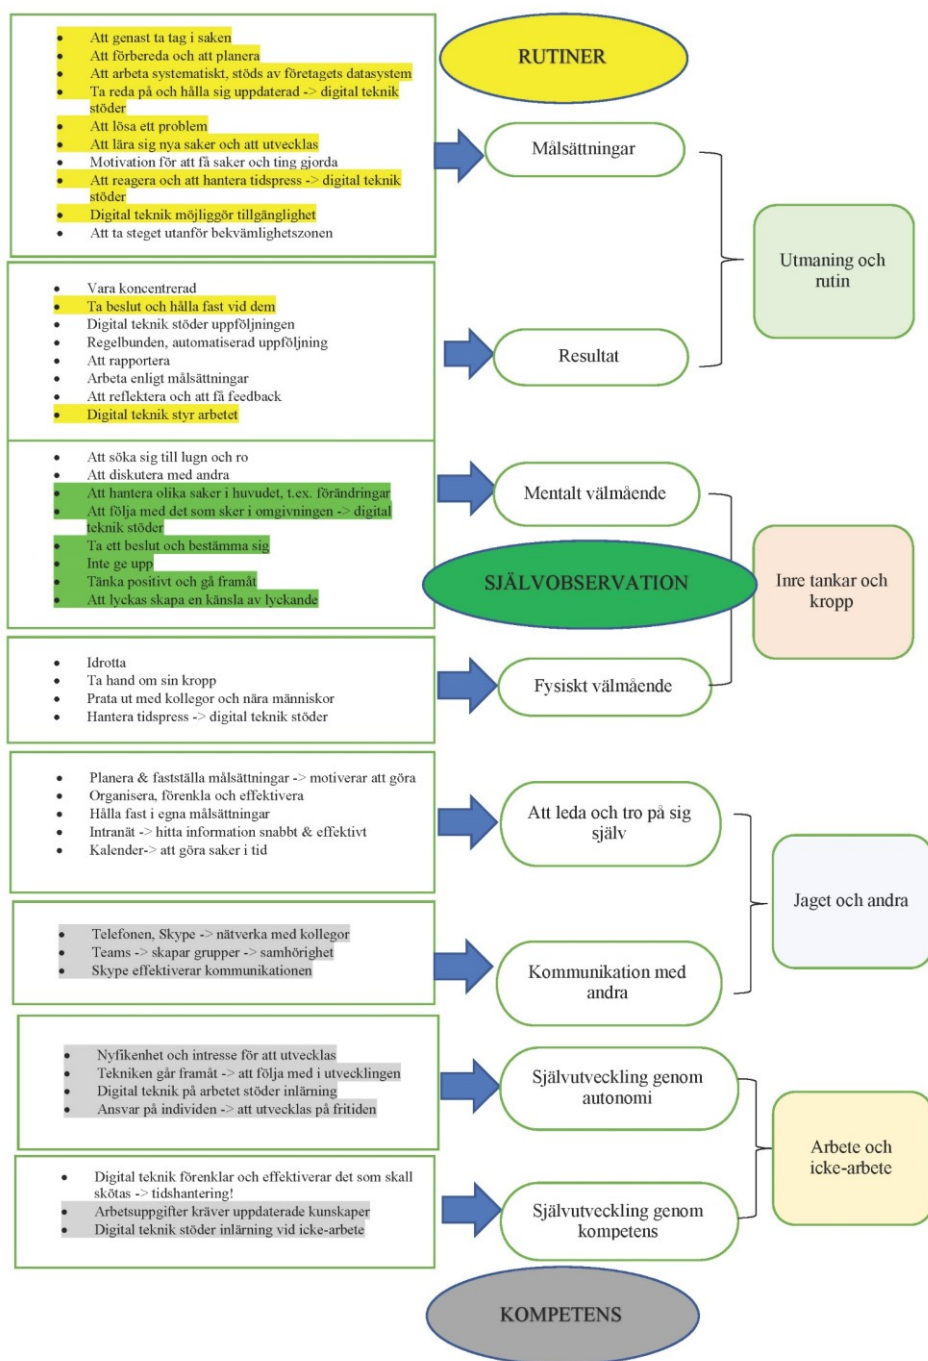 • Att genast ta tag i saken
• Att förbereda och att planera
• Att arbeta systematiskt, stöds av företagets datasystem
• Ta reda på och hålla sig uppdaterad -> digital teknik
stöder
• Att lösa ett problem
• Att lära sig nya saker och att utvecklas
• Motivation för att få saker och ting gjorda
• Att reagera och att hantera tidspress -> digital teknik
stöder
• Digital teknik möjliggör tillgänglighet
• Att ta steget utanför bekvämlighetszonen
RUTINER
Målsättningar
Utmaning och
rutin
• Vara koncentrerad
• Ta beslut och hålla fast vid dem
• Digital teknik stöder uppföljningen
• Regelbunden, automatiserad uppföljning
• Att rapportera
• Arbeta enligt målsättningar
• Att reflektera och att få feedback
• Digital teknik styr arbetet
Resultat
• Att söka sig till lugn och ro
• Att diskutera med andra
• Att hantera olika saker i huvudet, t.ex. förändringar
• Att följa med det som sker i omgivningen -> digital
teknik stöder
• Ta ett beslut och bestämma sig
• Inte ge upp
• Tänka positivt och gå framåt
• Att lyckas skapa en känsla av lyckande
Mentalt välmående
SJÄLVOBSERVATION
Inre tankar och
kropp
• Idrotta
• Ta hand om sin kropp
• Prata ut med kollegor och nära människor
• Hantera tidspress -> digital teknik stöder
Fysiskt välmående
• Planera & fastställa målsättningar -> motiverar att göra
• Organisera, förenkla och effektivera
• Hålla fast i egna målsättningar
• Intranät -> hitta information snabbt & effektivt
• Kalender-> att göra saker i tid
Att leda och tro på sig
själv
Jaget och andra
• Telefonen, Skype -> nätverka med kollegor
• Teams -> skapar grupper -> samhörighet
• Skype effektiverar kommunikationen
Kommunikation med
andra
• Nyfikenhet och intresse för att utvecklas
• Tekniken går framåt -> att följa med i utvecklingen
• Digital teknik på arbetet stöder inlärning
• Ansvar på individen -> att utvecklas på fritiden
Självutveckling genom
autonomi
Arbete och
icke-arbete
• Digital teknik förenklar och effektiverar det som skall
skötas -> tidshantering!
• Arbetsuppgifter kräver uppdaterade kunskaper
• Digital teknik stöder inlärning vid icke-arbete
Självutveckling genom
kompetens
KOMPETENS